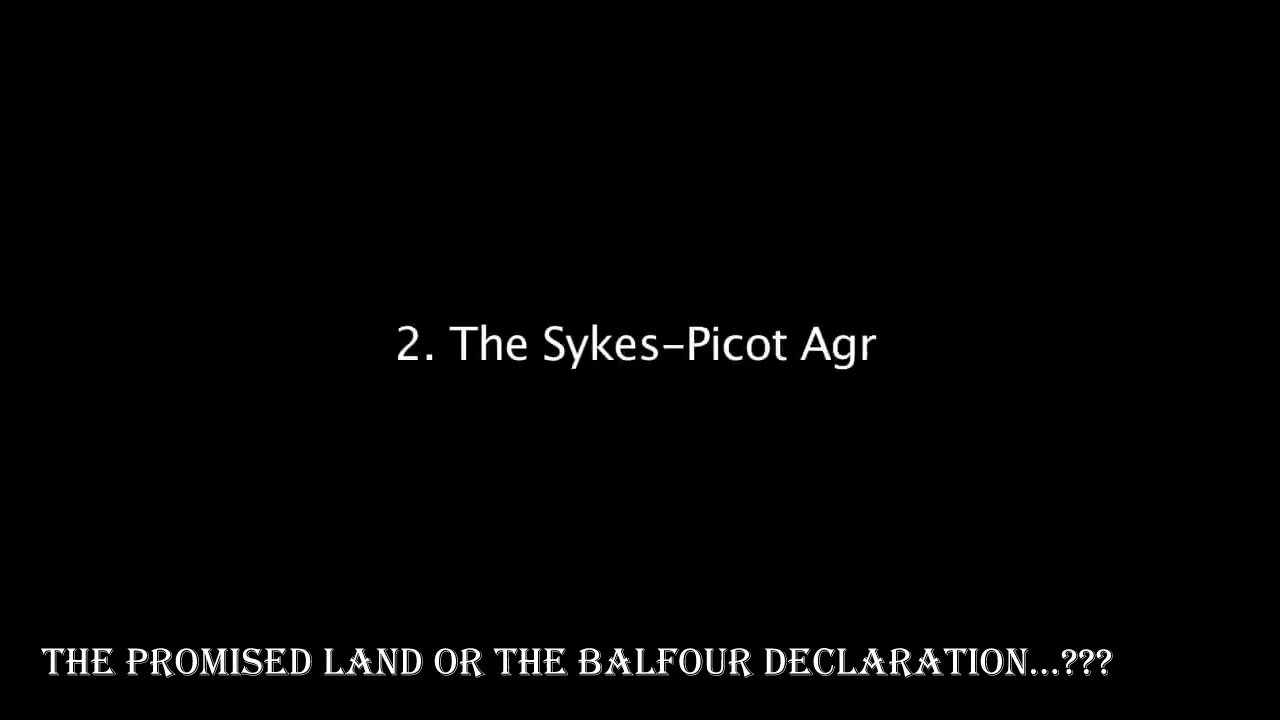 2. The Sykes-Picot Agr
THE PROMISED LAND OR THE BALFOUR DECLARATION...???